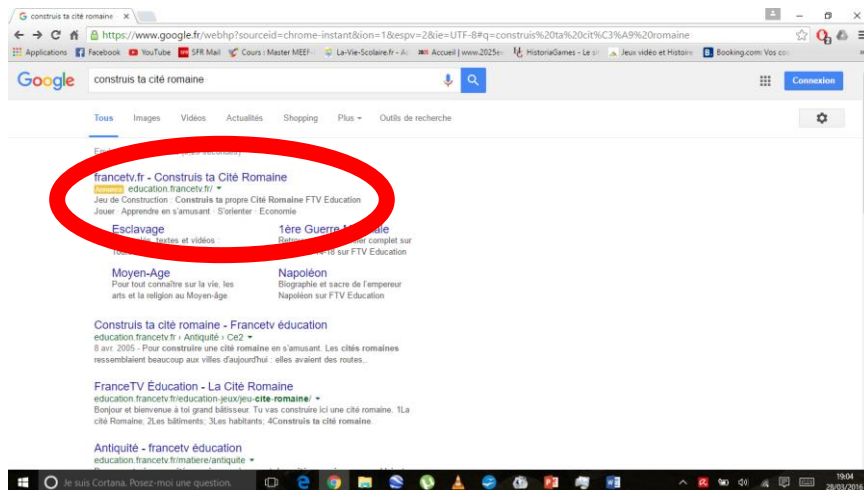 construis ta cité romaine
https://www.google.fr/webhp?sourceid=chrome-instant&ion=1&espv=2&ie=UTF-8#q=construis%20ta%20cit%C3%A9%20romaine
Applications Facebook YouTube SFR Mail Cours : Master MEEF- La-Vie-Scolaire.fr - Ac Accueil | www.2025ex HistoriaGames - Le sit Jeux vidéo et Histoire Booking.com: Vos co
Google construis ta cité romaine Connexion
Tous Images Vidéos Actualités Shopping Plus Outils de recherche
francetv.fr - Construis ta Cité Romaine
Annonce education.francetv.fr/
Jeu de Construction : Construis ta propre Cité Romaine FTV Education
Jouer · Apprendre en s'amusant · S'orienter · Economie
Esclavage 1ère Guerre
textes et vidéos : complet sur
14-18 sur FTV Education
Moyen-Age Napoléon
Pour tout connaître sur la vie, les Biographie et sacre de l'empereur
arts et la religion au Moyen-âge Napoléon sur FTV Education
Construis ta cité romaine - Francetv éducation
education.francetv.fr › Antiquité › Ce2
8 avr. 2005 - Pour construire une cité romaine en s'amusant. Les cités romaines
ressemblaient beaucoup aux villes d'aujourd'hui : elles avaient des routes,
FranceTV Éducation - La Cité Romaine
education.francetv.fr/education-jeux/jeu-cite-romaine/
Bonjour et bienvenue à toi grand bâtisseur. Tu vas construire ici une cité romaine. 1La
cité Romaine; 2Les bâtiments; 3Les habitants; 4Construis ta cité romaine.
Antiquité - francetv éducation
education.francetv.fr/matiere/antiquite
Je suis Cortana. Posez-moi une question. 19:04
28/03/2016